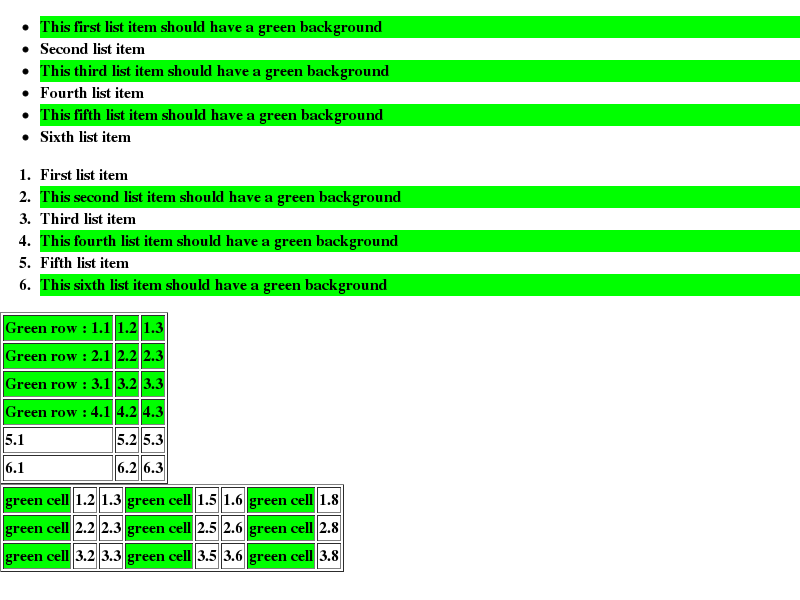 • This first list item should have a green background
• Second list item
• This third list item should have a green background
• Fourth list item
• This fifth list item should have a green background
• Sixth list item
1. First list item
2. This second list item should have a green background
3. Third list item
4. This fourth list item should have a green background
5. Fifth list item
6. This sixth list item should have a green background
Green row : 1.1 1.2 1.3
Green row : 2.1 2.2 2.3
Green row : 3.1 3.2 3.3
Green row : 4.1 4.2 4.3
5.1 5.2 5.3
6.1 6.2 6.3
green cell 1.2 1.3 green cell 1.5 1.6 green cell 1.8
green cell 2.2 2.3 green cell 2.5 2.6 green cell 2.8
green cell 3.2 3.3 green cell 3.5 3.6 green cell 3.8